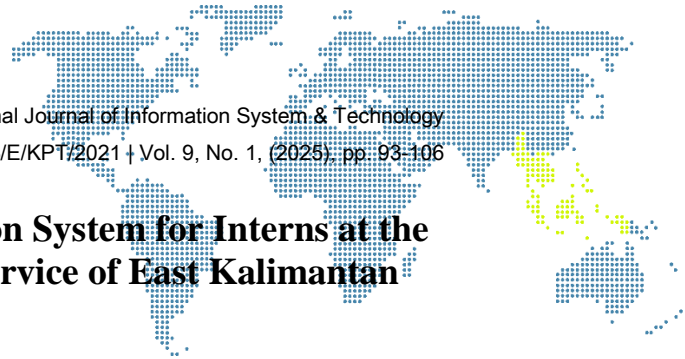 nal Journal of Information System & Technology
/E/KPT/2021 | Vol. 9, No. 1, (2025), pp. 93-106
on System for Interns at the
ervice of East Kalimantan